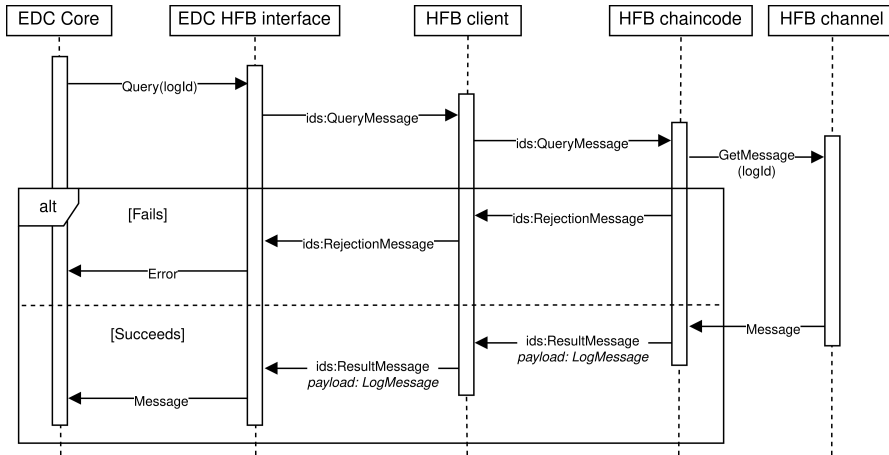 EDC Core
EDC HFB interface
HFB client
HFB chaincode
HFB channel
Query(logId)
ids:QueryMessage
ids:QueryMessage
GetMessage
(logId)
alt
[Fails]
ids:RejectionMessage
ids:RejectionMessage
Error
[Succeeds]
Message
ids:ResultMessage
payload: LogMessage
ids:ResultMessage
payload: LogMessage
Message